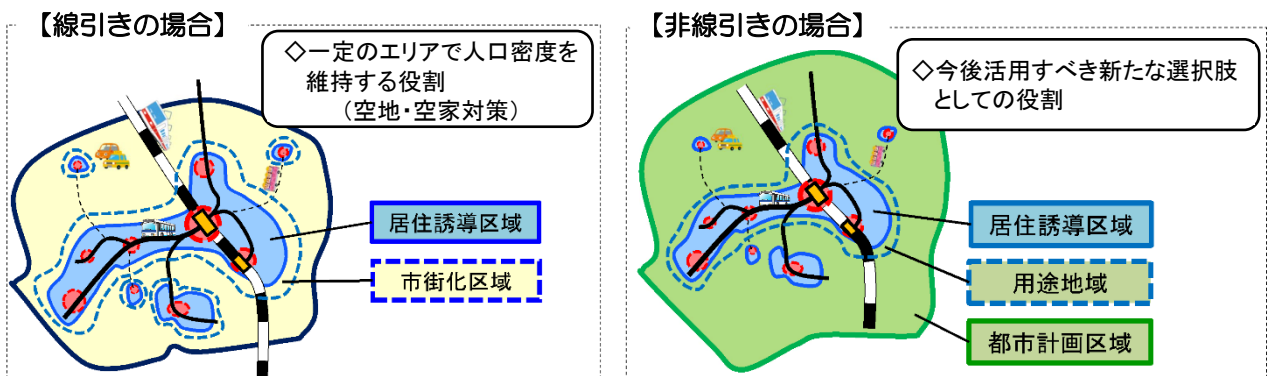 【線引きの場合】
◇一定のエリアで人口密度を
維持する役割
（空地・空家対策）
居住誘導区域
市街化区域
【非線引きの場合】
◇今後活用すべき新たな選択肢
としての役割
居住誘導区域
用途地域
都市計画区域